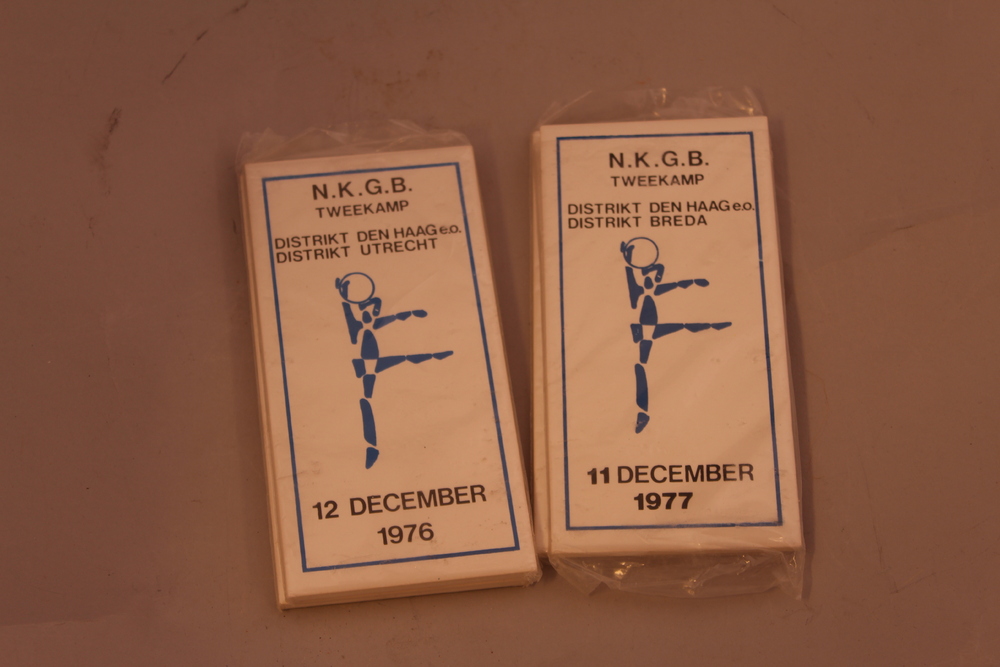 N.K.G.B.
TWEEKAMP
DISTRIKT DEN HAAG e.o.
DISTRIKT UTRECHT
12 DECEMBER
1976
N.K.G.B.
TWEEKAMP
DISTRIKT DEN HAAG e.o.
DISTRIKT BREDA
11 DECEMBER
1977